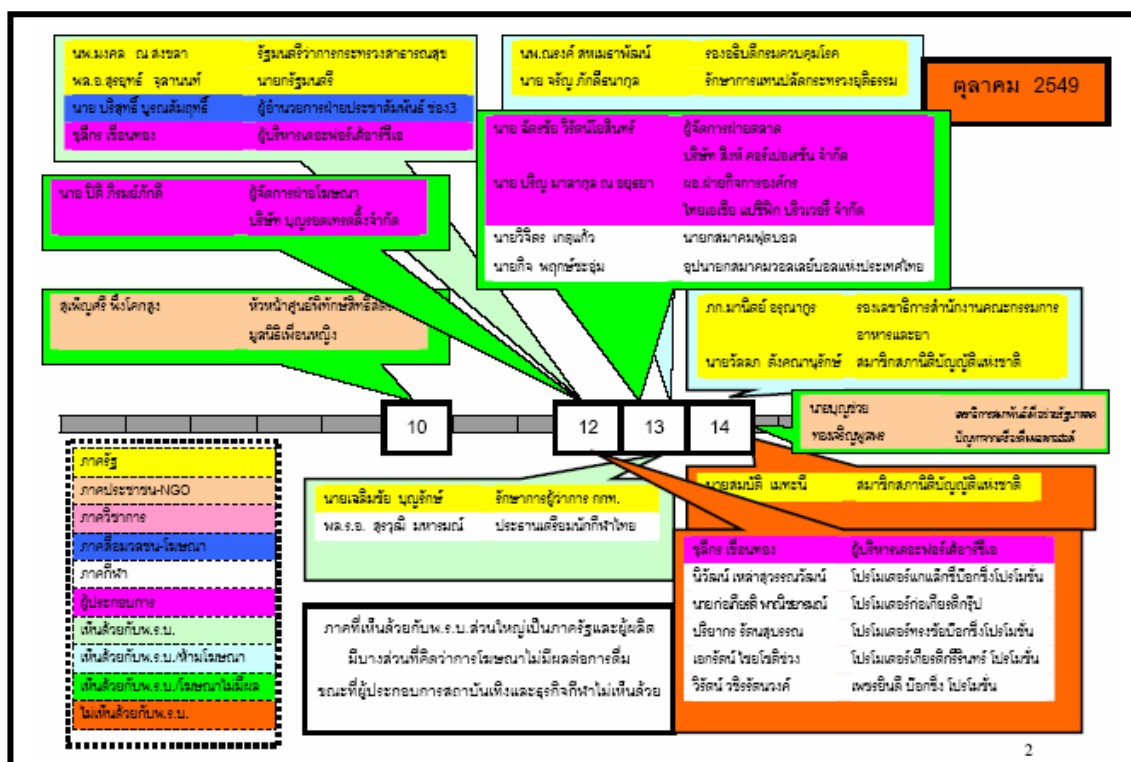 นพ.มงคล ณ สงขลา รัฐมนตรีว่าการกระทรวงสาธารณสุข
พล.อ.สุรยุทธ์ จุลานนท์ นายกรัฐมนตรี
นาย บริสุทธิ์ บูรณสัมฤทธิ์ ผู้อำนวยการฝ่ายประชาสัมพันธ์ ช่อง3
ชุลีกร เชื่อนทอง ผู้บริหารเดอะฟอร์เต้อาร์ซีเอ
นพ.ณรงค์ สหเมธาพัฒน์ รองอธิบดีกรมควบคุมโรค
นาย จรัญ ภักดีธนากุล รักษาการแทนปลัดกระทรวงยุติธรรม
ตุลาคม 2549
นาย ฉัตรชัย วิรัตน์โยสินทร์ ผู้จัดการฝ่ายตลาด
บริษัท สิงห์ คอร์เปอเรชั่น จำกัด
นาย ปริญ มาลากุล ณ อยุธยา ผอ.ฝ่ายกิจการองค์กร
ไทยเอเชีย แปซิฟิก บริวเวอรี่ จำกัด
นายวิจิตร เกตุแก้ว นายกสมาคมฟุตบอล
นายกิจ พฤกษ์ชะอุ่ม อุปนายกสมาคมวอลเลย์บอลแห่งประเทศไทย
นาย ปิติ ภิรมย์ภักดี ผู้จัดการฝ่ายโฆษณา
บริษัท บุญรอดเทรดดิ้งจำกัด
สุเพ็ญศรี พึ่งโคกสูง หัวหน้าศูนย์พิทักษ์สิทธิสตรี
มูลนิธิเพื่อนหญิง
ภก.มานิตย์ อรุณากูร รองเลขาธิการสำนักงานคณะกรรมการ
อาหารและยา
นายวัลลภ ตังคณานุรักษ์ สมาชิกสภานิติบัญญัติแห่งชาติ
10
12
13
14
นายบุญช่วย
ทองเจริญพูลพร
ภาครัฐ
ภาคประชาชน-NGO
ภาควิชาการ
ภาคสื่อมวลชน-โฆษณา
ภาคกีฬา
ผู้ประกอบการ
เห็นด้วยกับพ.ร.บ.
เห็นด้วยกับพ.ร.บ./ห้ามโฆษณา
เห็นด้วยกับพ.ร.บ./โฆษณาไม่มีผล
ไม่เห็นด้วยกับพ.ร.บ.
นายเฉลิมชัย บุญรักษ์ รักษาการผู้ว่าการ กกท.
พล.ร.อ. สุรวุฒิ มหารมณ์ ประธานเตรียมนักกีฬาไทย
นายสมบัติ เมทะนี สมาชิกสภานิติบัญญัติแห่งชาติ
ชุลีกร เชื่อนทอง ผู้บริหารเดอะฟอร์เต้อาร์ซีเอ
นิวัฒน์ เหล่าสุวรรณวัฒน์ โปรโมเตอร์แกแล็กซี่บ๊อกซิ่งโปรโมชั่น
นายก่อเกียรติ พาณิชยารมณ์ โปรโมเตอร์ก่อเกียรติกรุ๊ป
ปริยากร รัตนสุบรรณ โปรโมเตอร์ทรงชัยบ๊อกซิ่งโปรโมชั่น
เอกรัตน์ ไชยโชติช่วง โปรโมเตอร์เกียรติกรีรินทร์ โปรโมชั่น
วิรัตน์ วชิรรัตนวงศ์ เพชรยินดี บ๊อกซิ่ง โปรโมชั่น
ภาคที่เห็นด้วยกับพ.ร.บ.ส่วนใหญ่เป็นภาครัฐและผู้ผลิต
มีบางส่วนที่คิดว่าการโฆษณาไม่มีผลต่อการดื่ม
ขณะที่ผู้ประกอบการสถาบันเทิงและธุรกิจกีฬาไม่เห็นด้วย
2